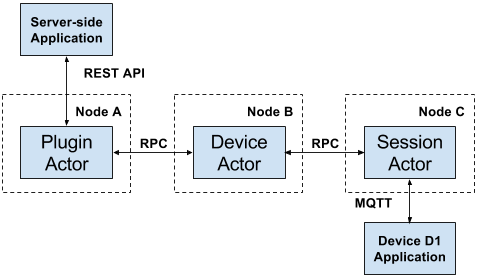 Server-side
Application
REST API
Node A
Node B
Node C
Plugin
Actor
RPC
Device
Actor
RPC
Session
Actor
MQTT
Device D1
Application